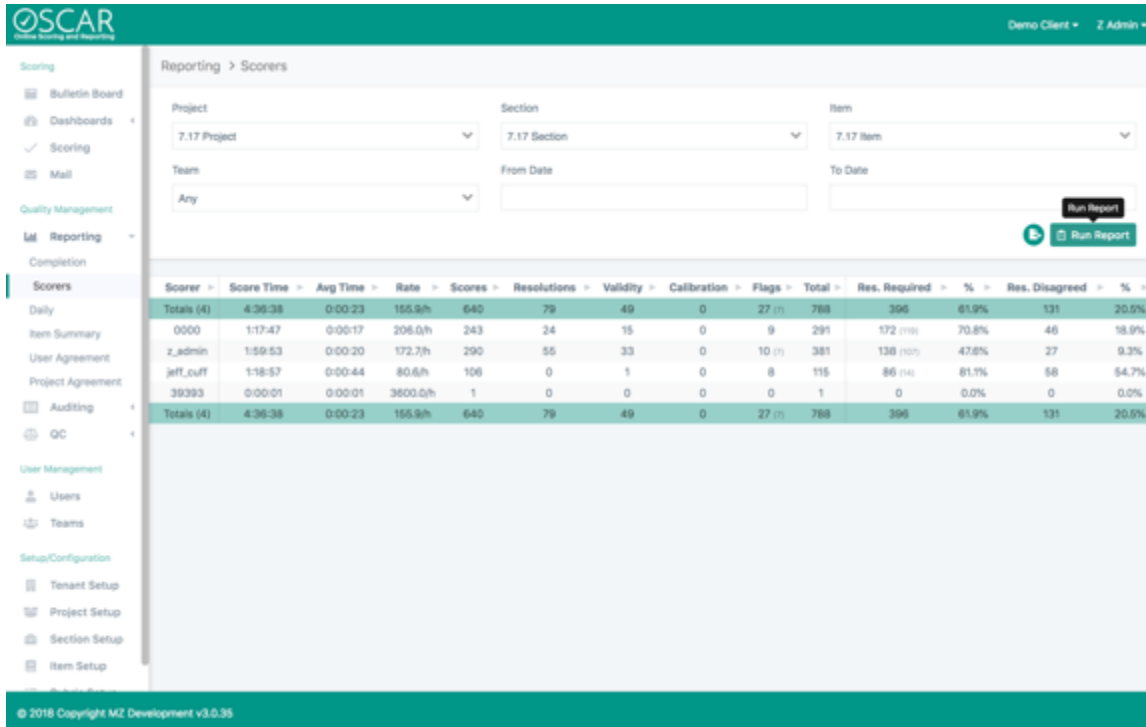 OSCAR
Online Scoring and Reporting
Demo Client Z Admin
Scoring
Bulletin Board
Dashboards
Scoring
Mail
Quality Management
Reporting
Completion
Scorers
Daily
Item Summary
User Agreement
Project Agreement
Auditing
QC
User Management
Users
Teams
Setup/Configuration
Tenant Setup
Project Setup
Section Setup
Item Setup
Reporting > Scorers
Project Section Item
7.17 Project 7.17 Section 7.17 Item
Team From Date To Date
Any
Run Report
Run Report
Scorer Score Time Avg Time Rate Scores Resolutions Validity Calibration Flags Total Res. Required % Res. Disagreed %
Totals (4) 4:36:38 0:00:23 155.9/h 640 79 49 0 27 (7) 788 396 61.9% 131 20.5%
0000 1:17:47 0:00:17 206.0/h 243 24 15 0 9 291 172 (119) 70.8% 46 18.9%
z_admin 1:59:53 0:00:20 172.7/h 290 55 33 0 10 (7) 381 138 (107) 47.6% 27 9.3%
jeff_cuff 1:18:57 0:00:44 80.6/h 106 0 1 0 8 115 86 (14) 81.1% 58 54.7%
39393 0:00:01 0:00:01 3600.0/h 1 0 0 0 0 1 0 0.0% 0 0.0%
Totals (4) 4:36:38 0:00:23 155.9/h 640 79 49 0 27 (7) 788 396 61.9% 131 20.5%
© 2018 Copyright MZ Development v3.0.35